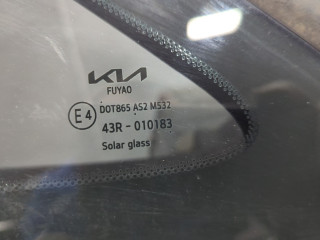 KIA
FUYAO
E4 DOT865 AS2 M532
43R - 010183
Solar glass